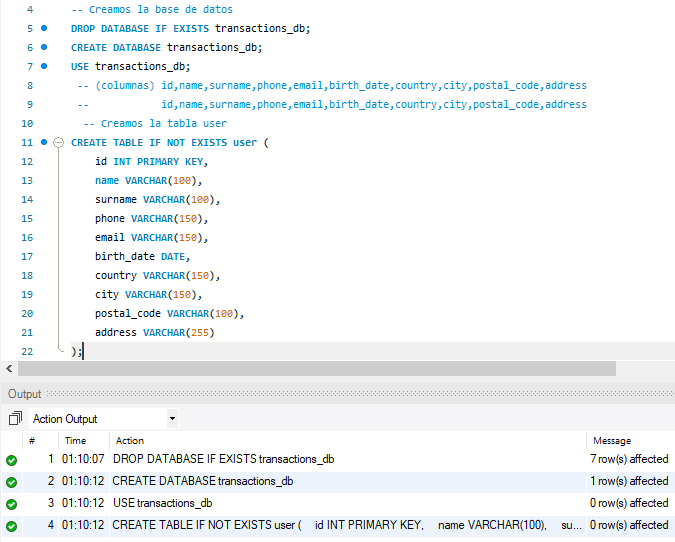 4 -- Creamos la base de datos
5 DROP DATABASE IF EXISTS transactions_db;
6 CREATE DATABASE transactions_db;
7 USE transactions_db;
8 -- (columnas) id,name,surname,phone,email,birth_date,country,city,postal_code,address
9 -- id,name,surname,phone,email,birth_date,country,city,postal_code,address
10 -- Creamos la tabla user
11 CREATE TABLE IF NOT EXISTS user (
12 id INT PRIMARY KEY,
13 name VARCHAR(100),
14 surname VARCHAR(100),
15 phone VARCHAR(150),
16 email VARCHAR(150),
17 birth_date DATE,
18 country VARCHAR(150),
19 city VARCHAR(150),
20 postal_code VARCHAR(100),
21 address VARCHAR(255)
22 );
Output
Action Output
# Time Action Message
1 01:10:07 DROP DATABASE IF EXISTS transactions_db 7 row(s) affected
2 01:10:12 CREATE DATABASE transactions_db 1 row(s) affected
3 01:10:12 USE transactions_db 0 row(s) affected
4 01:10:12 CREATE TABLE IF NOT EXISTS user ( id INT PRIMARY KEY, name VARCHAR(100), su... 0 row(s) affected